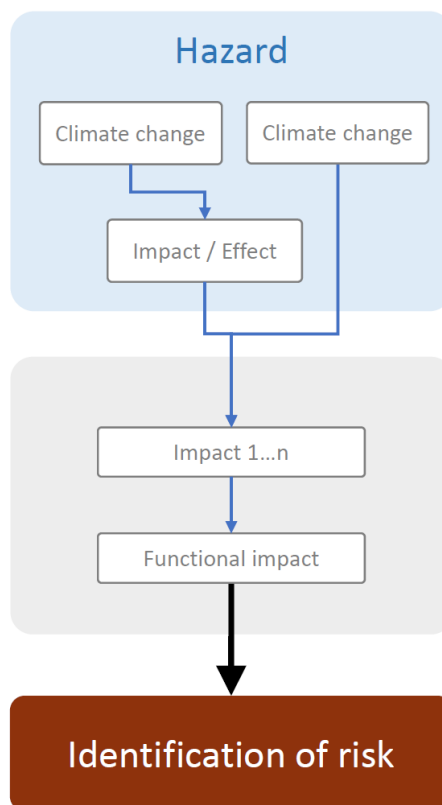 Hazard
Climate change
Climate change
Impact / Effect
Impact 1...n
Functional impact
Identification of risk